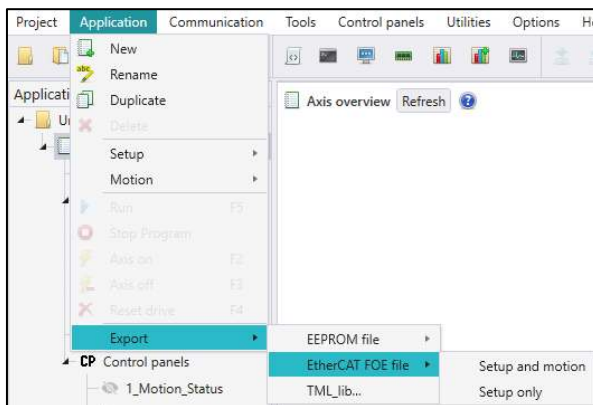 Project Application Communication Tools Control panels Utilities Options
New
abc
Rename
Applicati
Duplicate
Axis overview Refresh ?
Delete
Setup
Motion
Run F5
Stop Program
Axis on F2
Axis off F3
Reset drive F4
Export
EEPROM file
CP Control panels
EtherCAT FOE file
Setup and motion
1_Motion_Status
TML_lib...
Setup only